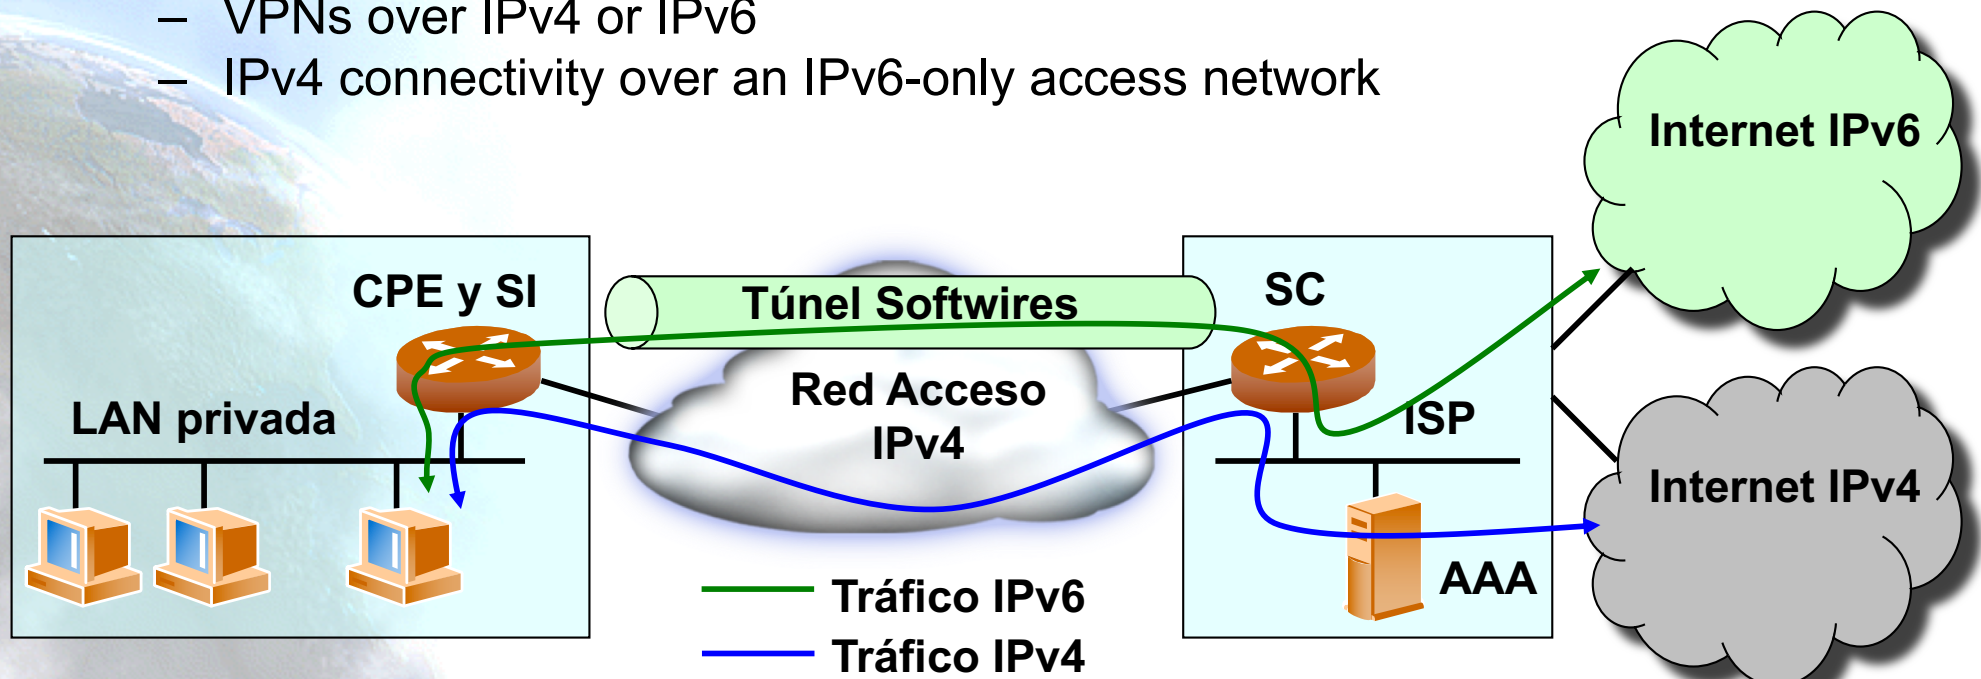 – VPNs over IPv4 or IPv6
– IPv4 connectivity over an IPv6-only access network
Internet IPv6
CPE y SI
Túnel Softwires
SC
LAN privada
Red Acceso
IPv4
ISP
Internet IPv4
AAA
Tráfico IPv6
Tráfico IPv4